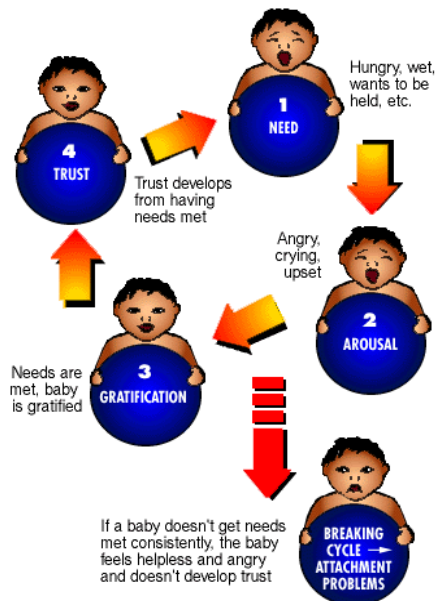 1
NEED
Hungry, wet,
wants to be
held, etc.
Angry,
crying,
upset
2
AROUSAL
3
GRATIFICATION
Needs are
met, baby
is gratified
4
TRUST
Trust develops
from having
needs met
If a baby doesn't get needs
met consistently, the baby
feels helpless and angry
and doesn't develop trust
BREAKING
CYCLE →
ATTACHMENT
PROBLEMS